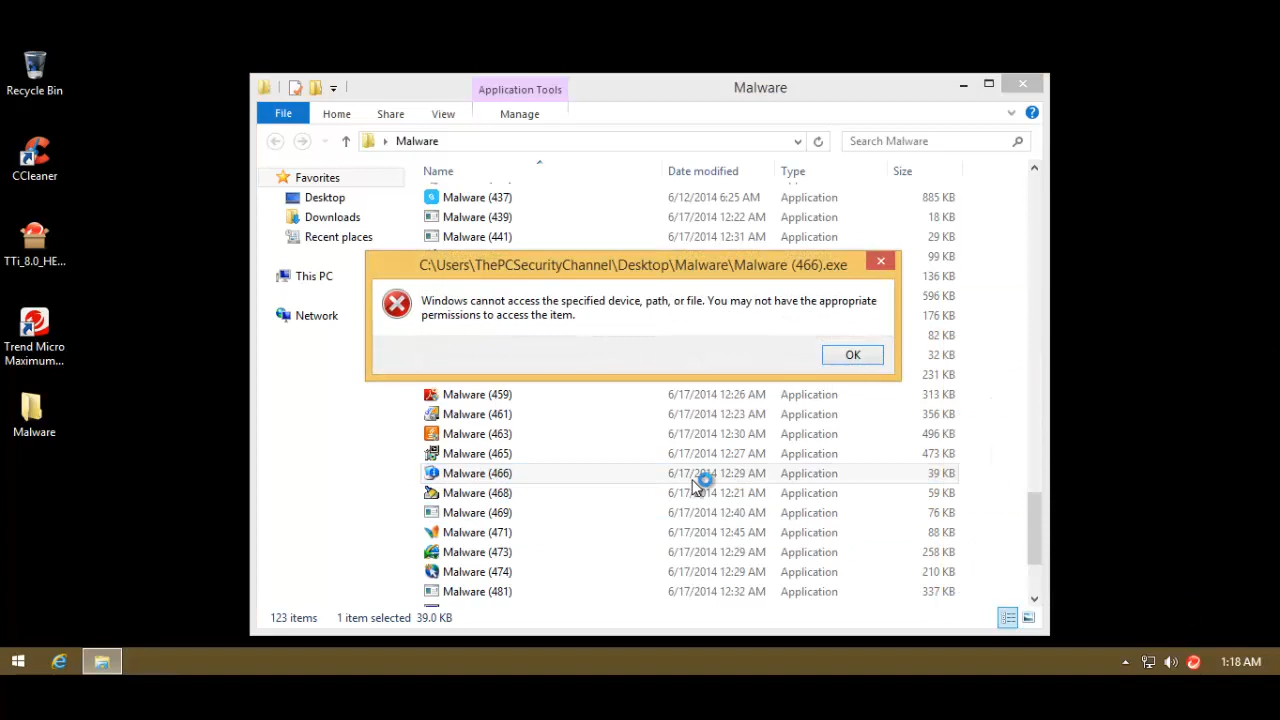 Recycle Bin
CCleaner
TTi_8.0_HE...
Trend Micro
Maximum...
Malware
Application Tools
Malware
File
Home
Share
View
Manage
Malware
Search Malware
Favorites
Desktop
Downloads
Recent places
This PC
Network
Name
Date modified
Type
Size
Malware (437) 6/12/2014 6:25 AM Application 885 KB
Malware (439) 6/17/2014 12:22 AM Application 18 KB
Malware (441) 6/17/2014 12:31 AM Application 29 KB
C:\Users\ThePCSecurityChannel\Desktop\Malware\Malware (466).exe
Windows cannot access the specified device, path, or file. You may not have the appropriate
permissions to access the item.
OK
99 KB
136 KB
596 KB
176 KB
82 KB
32 KB
231 KB
Malware (459) 6/17/2014 12:26 AM Application 313 KB
Malware (461) 6/17/2014 12:23 AM Application 356 KB
Malware (463) 6/17/2014 12:30 AM Application 496 KB
Malware (465) 6/17/2014 12:27 AM Application 473 KB
Malware (466) 6/17/2014 12:29 AM Application 39 KB
Malware (468) 6/17/2014 12:21 AM Application 59 KB
Malware (469) 6/17/2014 12:40 AM Application 76 KB
Malware (471) 6/17/2014 12:45 AM Application 88 KB
Malware (473) 6/17/2014 12:29 AM Application 258 KB
Malware (474) 6/17/2014 12:29 AM Application 210 KB
Malware (481) 6/17/2014 12:32 AM Application 337 KB
123 items 1 item selected 39.0 KB
1:18 AM